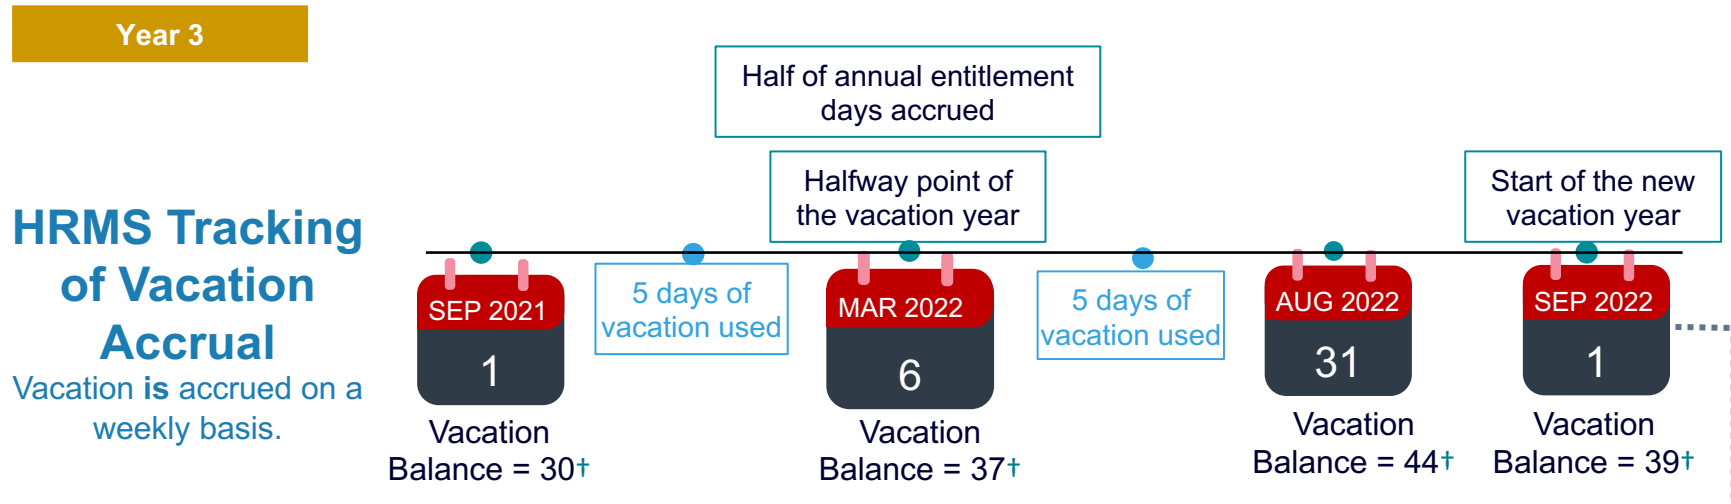 Year 3
HRMS Tracking
of Vacation
Accrual
Vacation is accrued on a
weekly basis.
Half of annual entitlement
days accrued
Halfway point of
the vacation year
Start of the new
vacation year
SEP 2021
1
Vacation
Balance = 30†
5 days of
vacation used
MAR 2022
6
Vacation
Balance = 37†
5 days of
vacation used
AUG 2022
31
Vacation
Balance = 44†
SEP 2022
1
Vacation
Balance = 39†